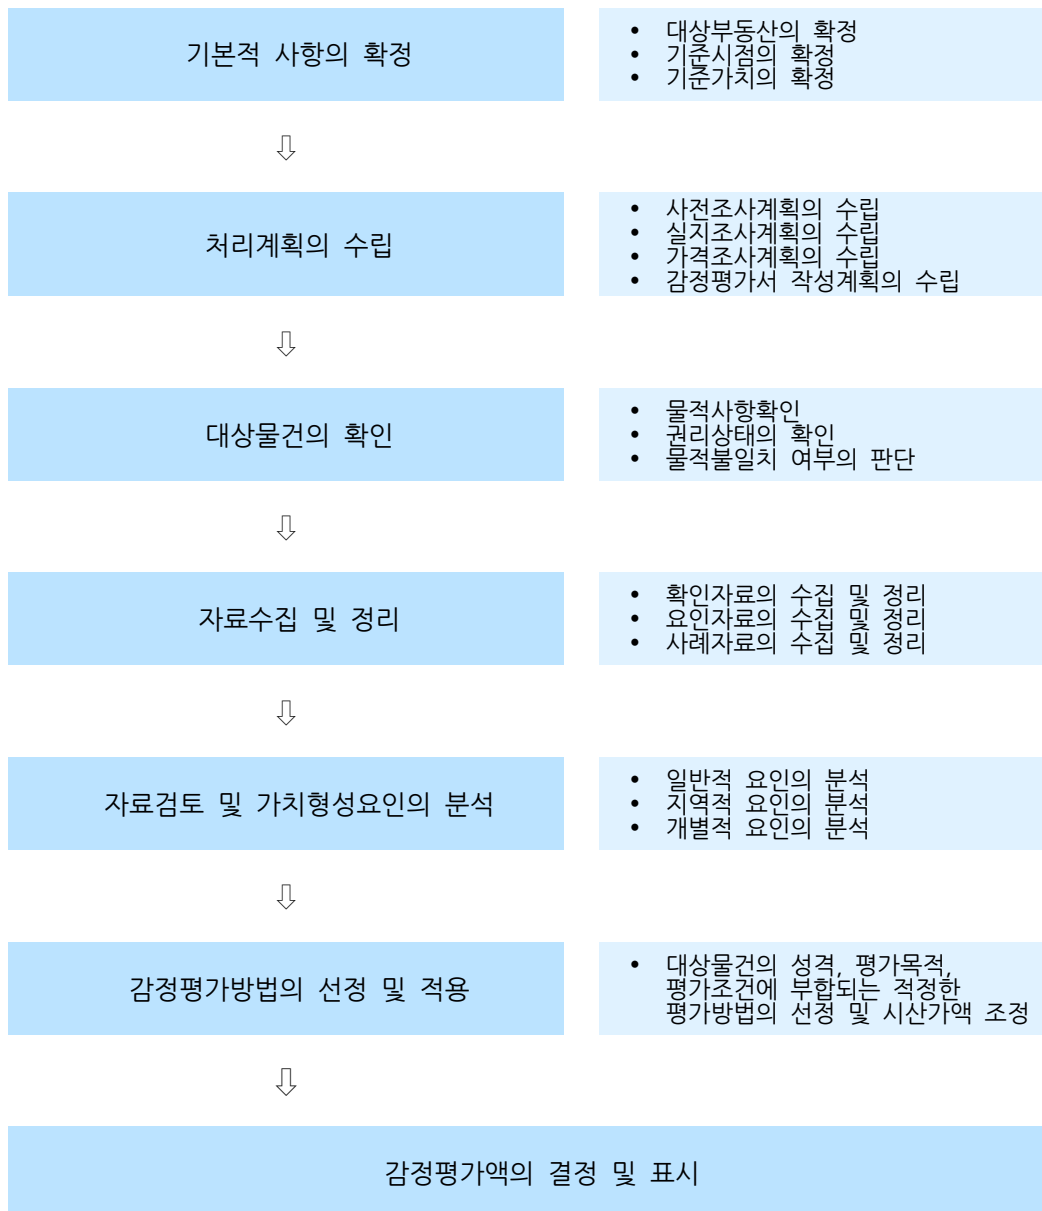 기본적 사항의 확정
• 대상부동산의 확정
• 기준시점의 확정
• 기준가치의 확정
⇩
처리계획의 수립
• 사전조사계획의 수립
• 실지조사계획의 수립
• 가격조사계획의 수립
• 감정평가서 작성계획의 수립
⇩
대상물건의 확인
• 물적사항확인
• 권리상태의 확인
• 물적불일치 여부의 판단
⇩
자료수집 및 정리
• 확인자료의 수집 및 정리
• 요인자료의 수집 및 정리
• 사례자료의 수집 및 정리
⇩
자료검토 및 가치형성요인의 분석
• 일반적 요인의 분석
• 지역적 요인의 분석
• 개별적 요인의 분석
⇩
감정평가방법의 선정 및 적용
• 대상물건의 성격, 평가목적,
평가조건에 부합되는 적정한
평가방법의 선정 및 시산가액 조정
⇩
감정평가액의 결정 및 표시